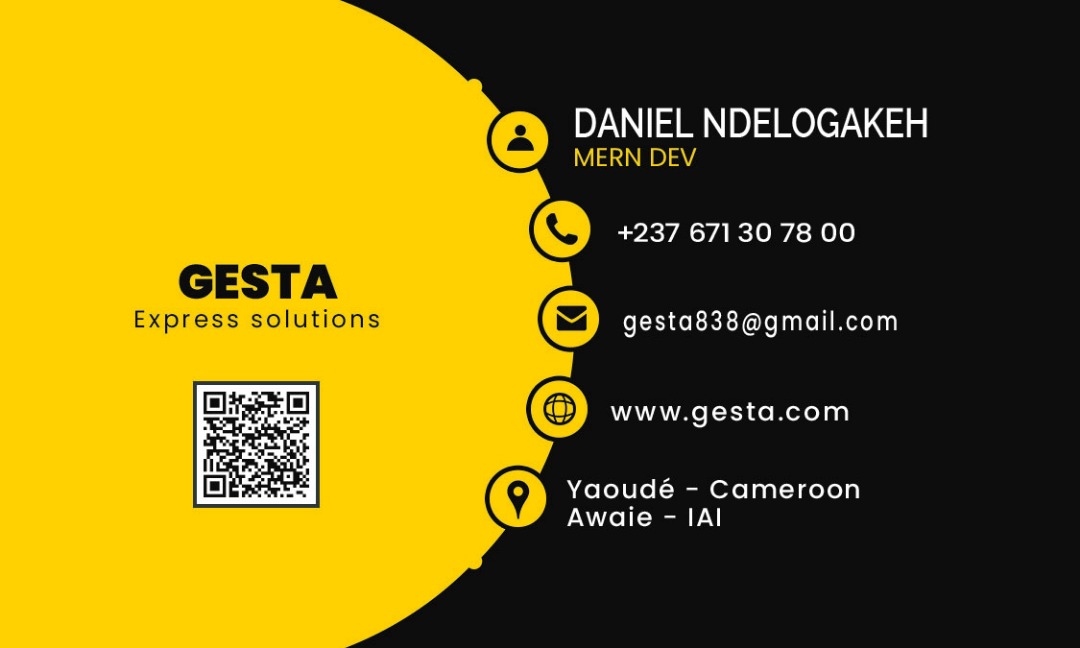 GESTA
Express solutions
DANIEL NDELOGAKEH
MERN DEV
+237 671 30 78 00
gesta838@gmail.com
www.gesta.com
Yaoudé - Cameroon
Awaie - IAI